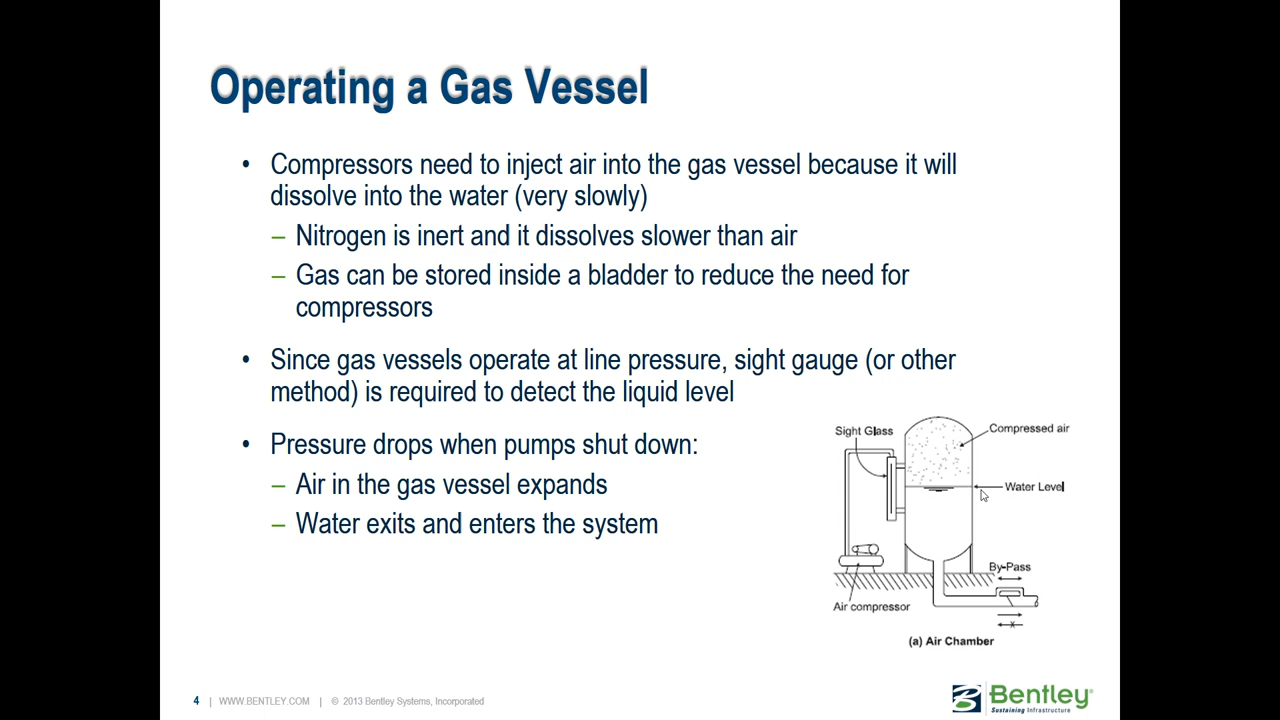 Operating a Gas Vessel
• Compressors need to inject air into the gas vessel because it will
dissolve into the water (very slowly)
– Nitrogen is inert and it dissolves slower than air
– Gas can be stored inside a bladder to reduce the need for
compressors
• Since gas vessels operate at line pressure, sight gauge (or other
method) is required to detect the liquid level
• Pressure drops when pumps shut down:
– Air in the gas vessel expands
– Water exits and enters the system
Sight Glass
Compressed air
Water Level
By-Pass
Air compressor
x
(a) Air Chamber
4 | WWW.BENTLEY.COM | © 2013 Bentley Systems, Incorporated
Bentley®
Sustaining Infrastructure